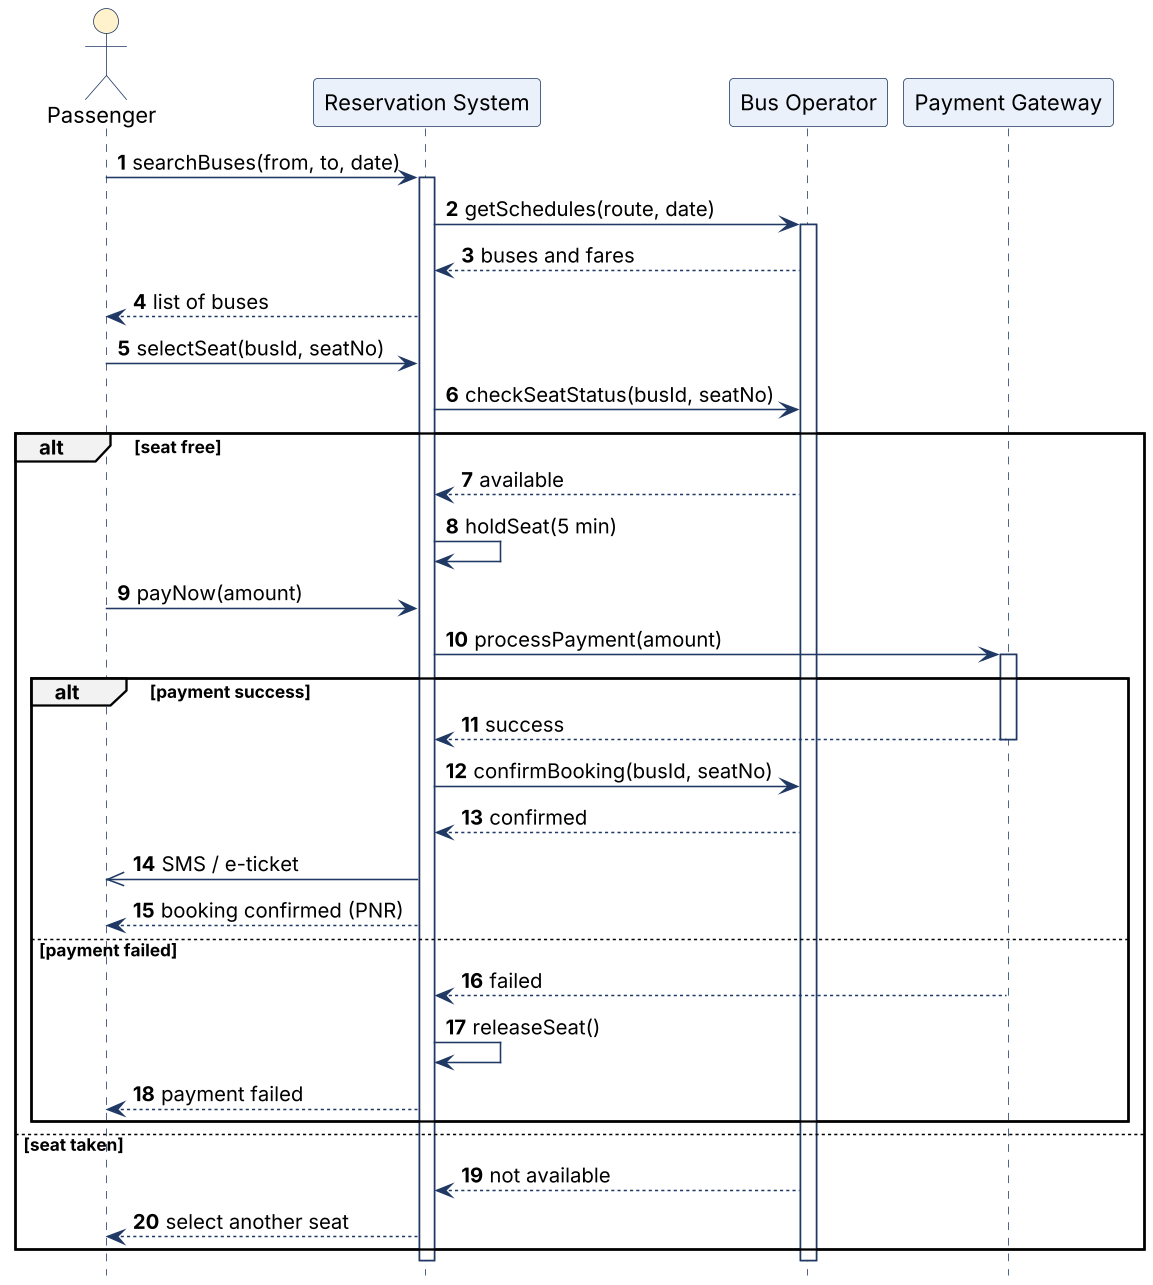 Passenger
Reservation System
Bus Operator
Payment Gateway
1 searchBuses(from, to, date)
2 getSchedules(route, date)
3 buses and fares
4 list of buses
5 selectSeat(busId, seatNo)
6 checkSeatStatus(busId, seatNo)
alt [seat free]
7 available
8 holdSeat(5 min)
9 payNow(amount)
10 processPayment(amount)
alt [payment success]
11 success
12 confirmBooking(busId, seatNo)
13 confirmed
14 SMS / e-ticket
15 booking confirmed (PNR)
[payment failed]
16 failed
17 releaseSeat()
18 payment failed
[seat taken]
19 not available
20 select another seat